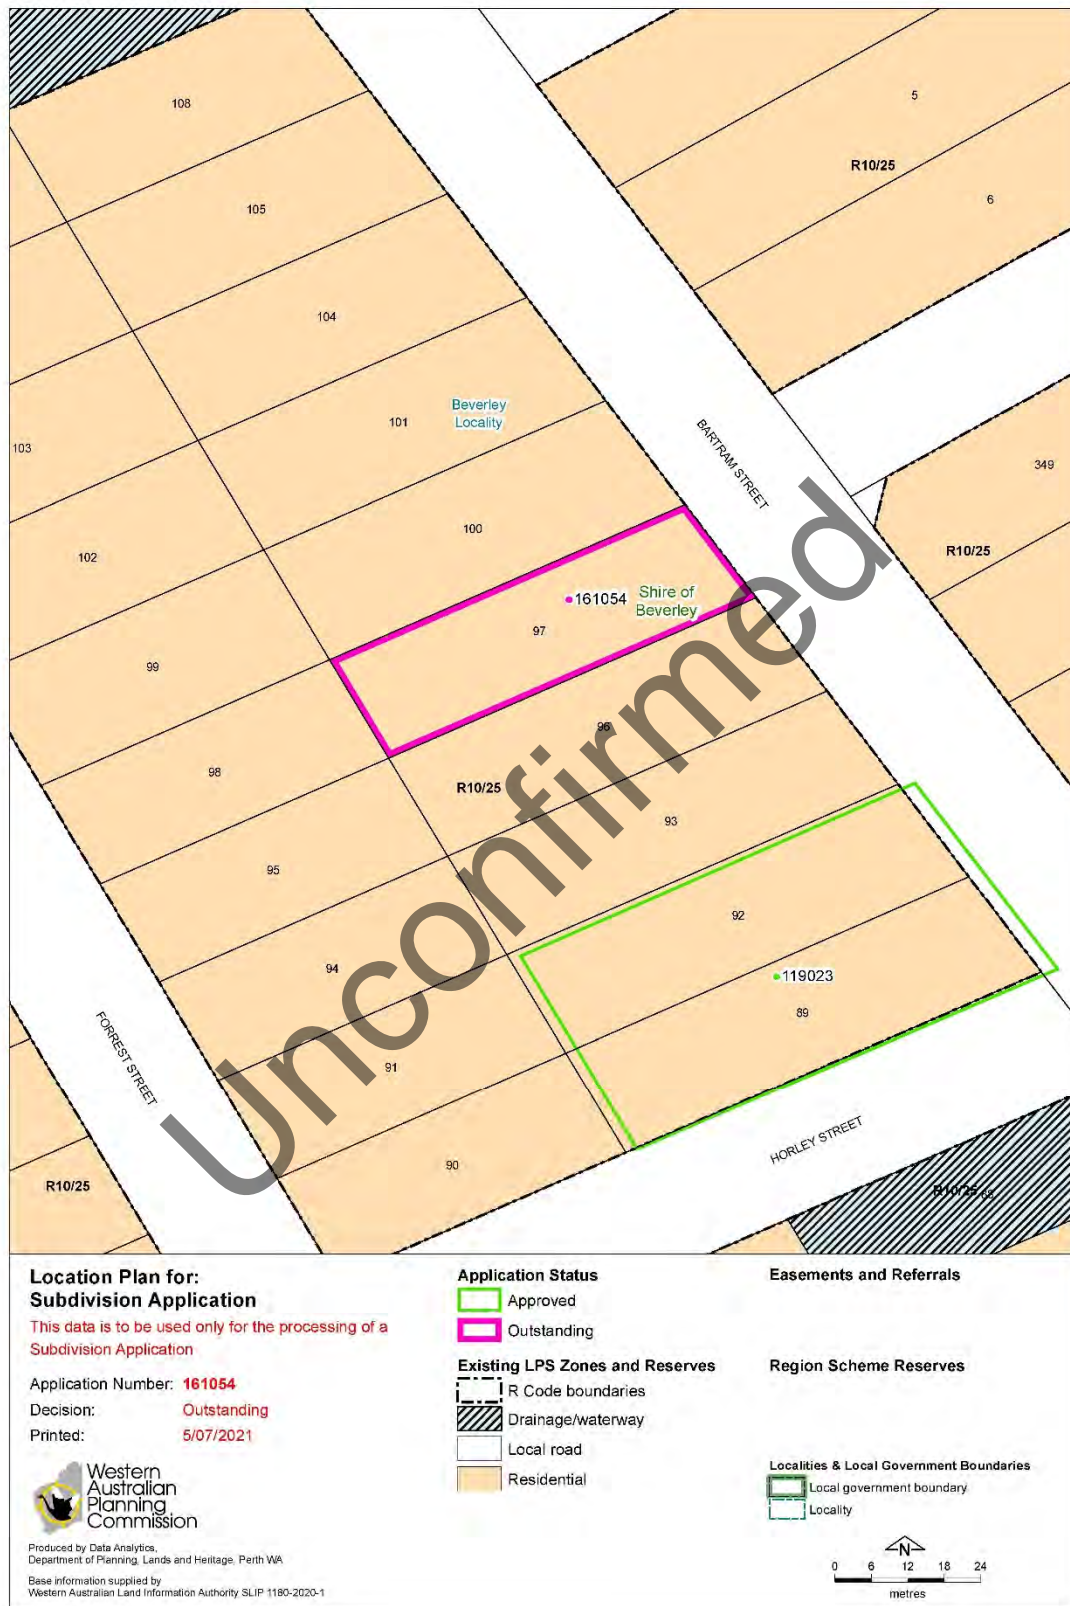 108
5
R10/25
105
6
104
Beverley
Locality
101
103
BARTRAM STREET
349
100
102
R10/25
161054
Shire of
Beverley
97
99
96
98
R10/25
93
95
92
94
119023
89
FORREST STREET
91
HORLEY STREET
90
R10/25
R10/25
68
Unconfirmed
Location Plan for:
Subdivision Application
This data is to be used only for the processing of a
Subdivision Application
Application Number: 161054
Decision: Outstanding
Printed: 5/07/2021
Western
Australian
Planning
Commission
Produced by Data Analytics,
Department of Planning, Lands and Heritage, Perth WA
Base information supplied by
Western Australian Land Information Authority SLIP 1180-2020-1
Application Status
Approved
Outstanding
Existing LPS Zones and Reserves
R Code boundaries
Drainage/waterway
Local road
Residential
Easements and Referrals
Region Scheme Reserves
Localities & Local Government Boundaries
Local government boundary
Locality
N
0 6 12 18 24
metres